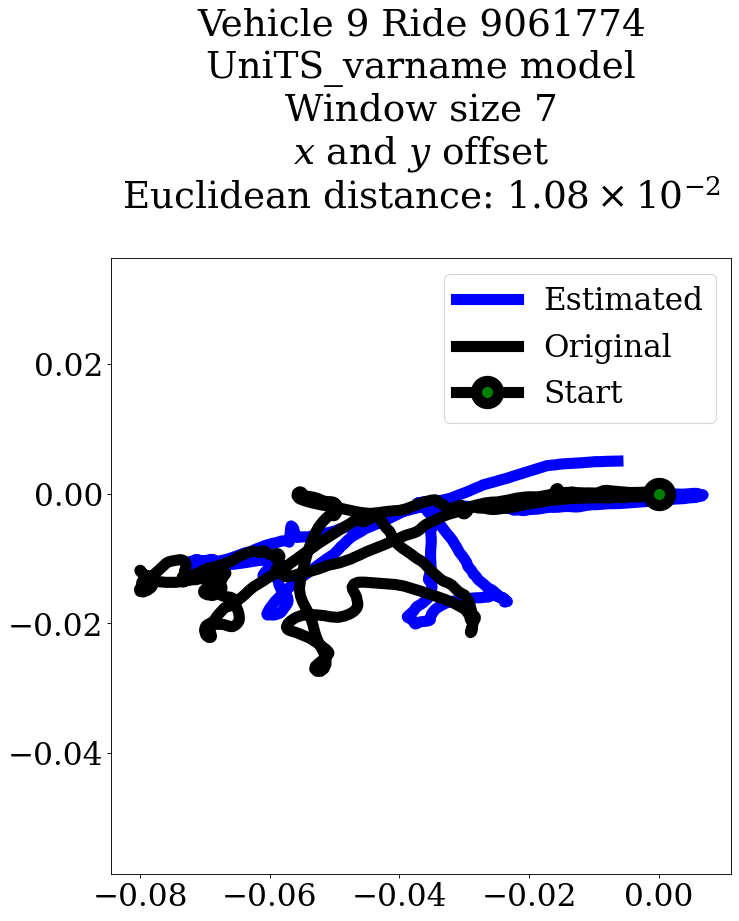 Vehicle 9 Ride 9061774
UniTS_varname model
Window size 7
x and y offset
Euclidean distance: 1.08 × 10⁻²
Estimated
Original
Start
0.02
0.00
−0.02
−0.04
−0.08 −0.06 −0.04 −0.02 0.00